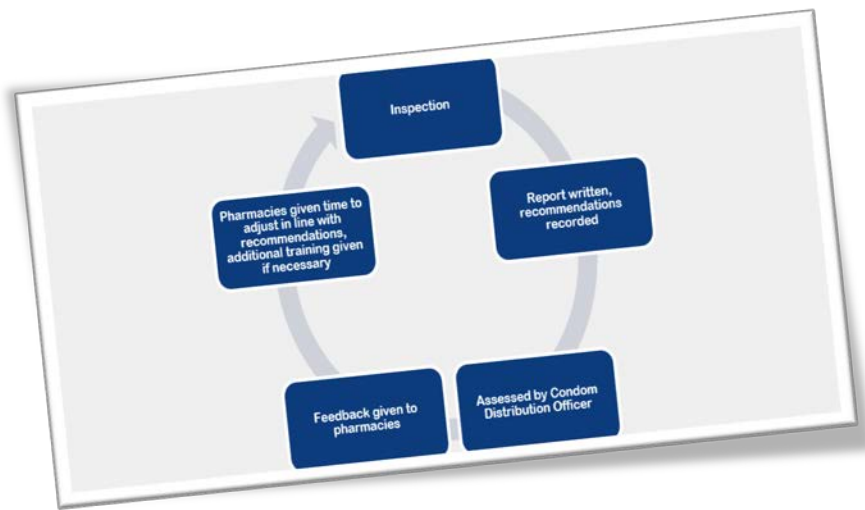 Inspection
Report written,
recommendations
recorded
Assessed by Condom
Distribution Officer
Feedback given to
pharmacies
Pharmacies given time to
adjust in line with
recommendations,
additional training given
if necessary